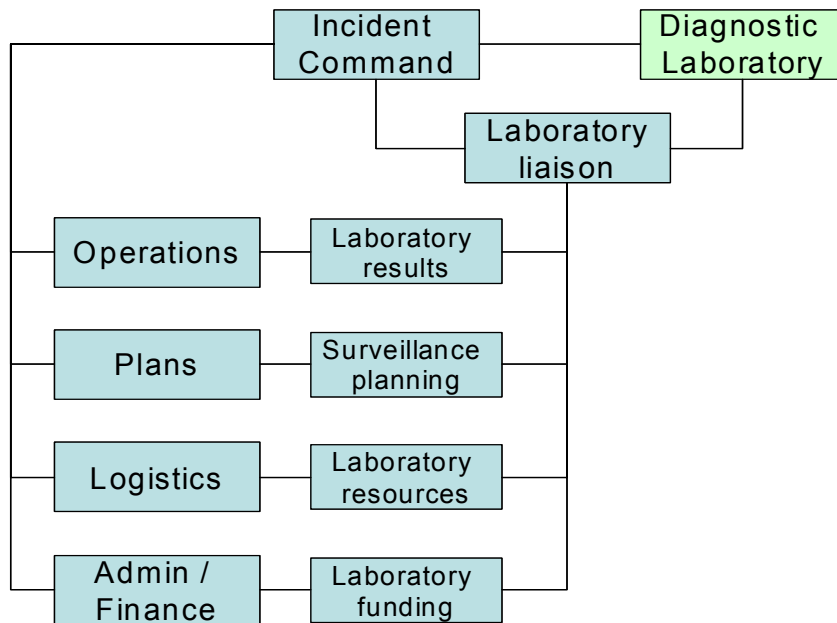 Incident
Command
Diagnostic
Laboratory
Laboratory
liaison
Operations
Laboratory
results
Plans
Surveillance
planning
Logistics
Laboratory
resources
Admin /
Finance
Laboratory
funding